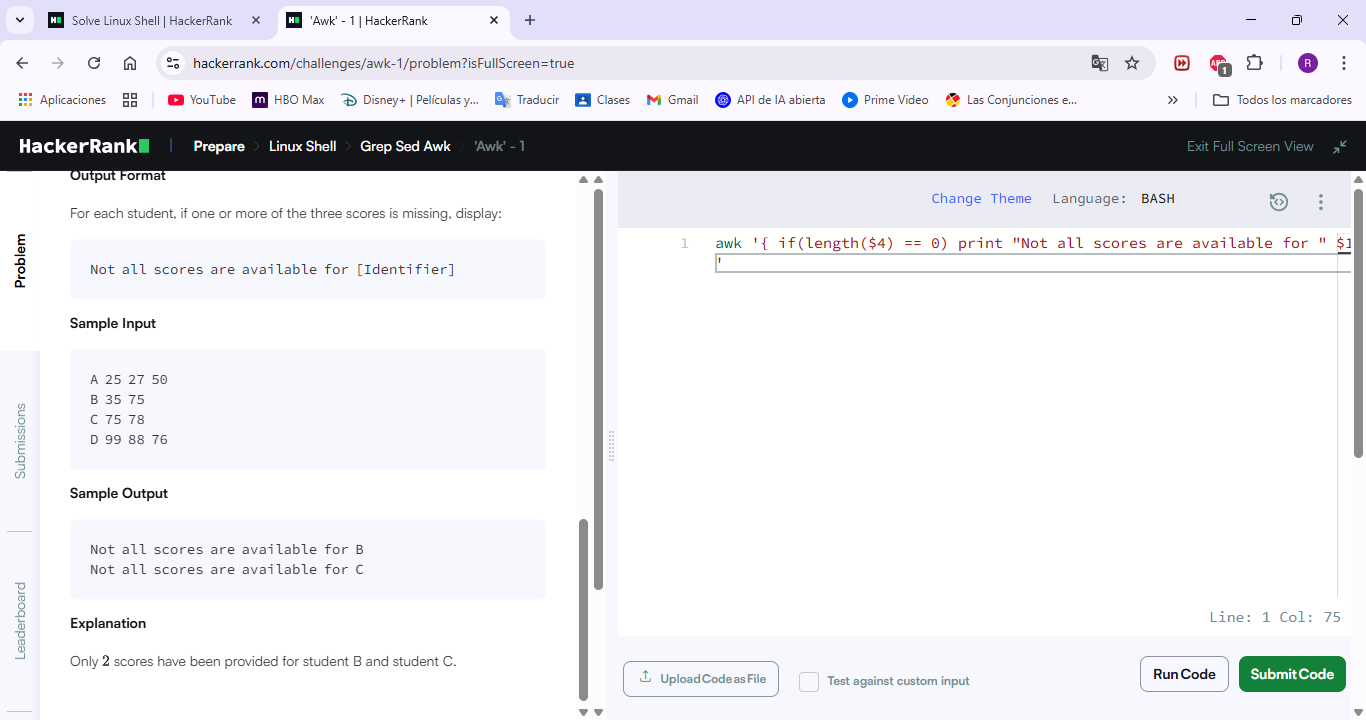 Solve Linux Shell | HackerRank
'Awk' - 1 | HackerRank
hackerrank.com/challenges/awk-1/problem?isFullScreen=true
1
R
Aplicaciones
YouTube
HBO Max
Disney+ | Películas y...
Traducir
Clases
Gmail
API de IA abierta
Prime Video
Las Conjunciones e...
Todos los marcadores
HackerRank
Prepare
Linux Shell
Grep Sed Awk
'Awk' - 1
Exit Full Screen View
Problem
Submissions
Leaderboard
Output Format
For each student, if one or more of the three scores is missing, display:
Not all scores are available for [Identifier]
Sample Input
A 25 27 50
B 35 75
C 75 78
D 99 88 76
Sample Output
Not all scores are available for B
Not all scores are available for C
Explanation
Only 2 scores have been provided for student B and student C.
Change Theme Language: BASH
1 awk '{ if(length($4) == 0) print "Not all scores are available for " $1
'
Line: 1 Col: 75
Upload Code as File
Test against custom input
Run Code
Submit Code